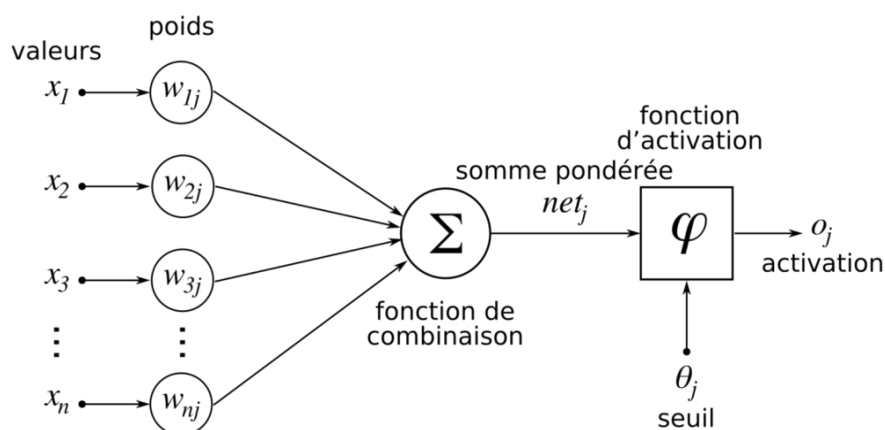 valeurs
poids
x₁
w₁ⱼ
x₂
w₂ⱼ
x₃
w₃ⱼ
⋮ ⋮
xₙ
wₙⱼ
Σ
fonction de
combinaison
somme pondérée
netⱼ
fonction
d'activation
φ
oⱼ
activation
θⱼ
seuil